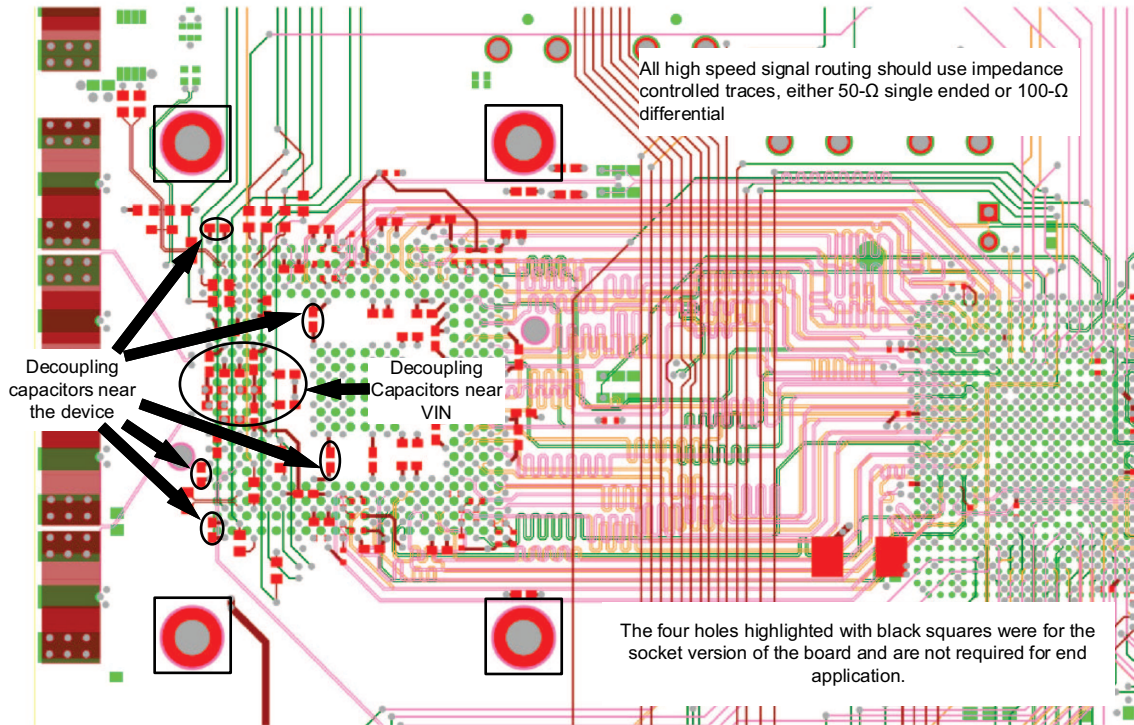 All high speed signal routing should use impedance
controlled traces, either 50-Ω single ended or 100-Ω
differential
Decoupling
capacitors near
the device
Decoupling
Capacitors near
VIN
The four holes highlighted with black squares were for the
socket version of the board and are not required for end
application.